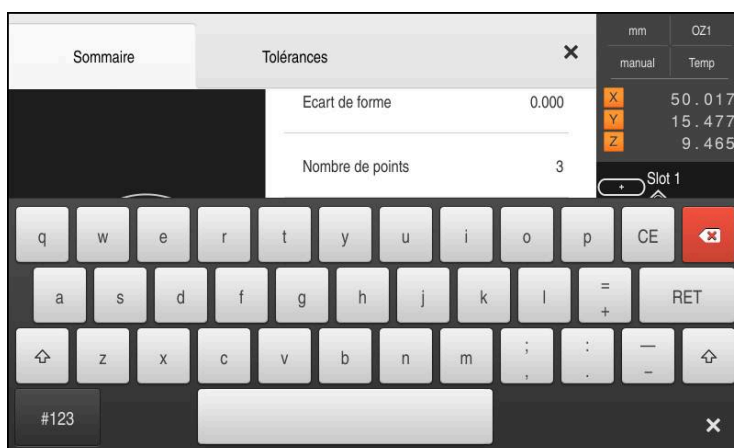 Sommaire
Tolérances
mm
OZ1
manual
Temp
Ecart de forme 0.000
Nombre de points 3
X 50.017
Y 15.477
Z 9.465
Slot 1
q w e r t y u i o p CE
a s d f g h j k l = + RET
z x c v b n m ; , : . — –
#123